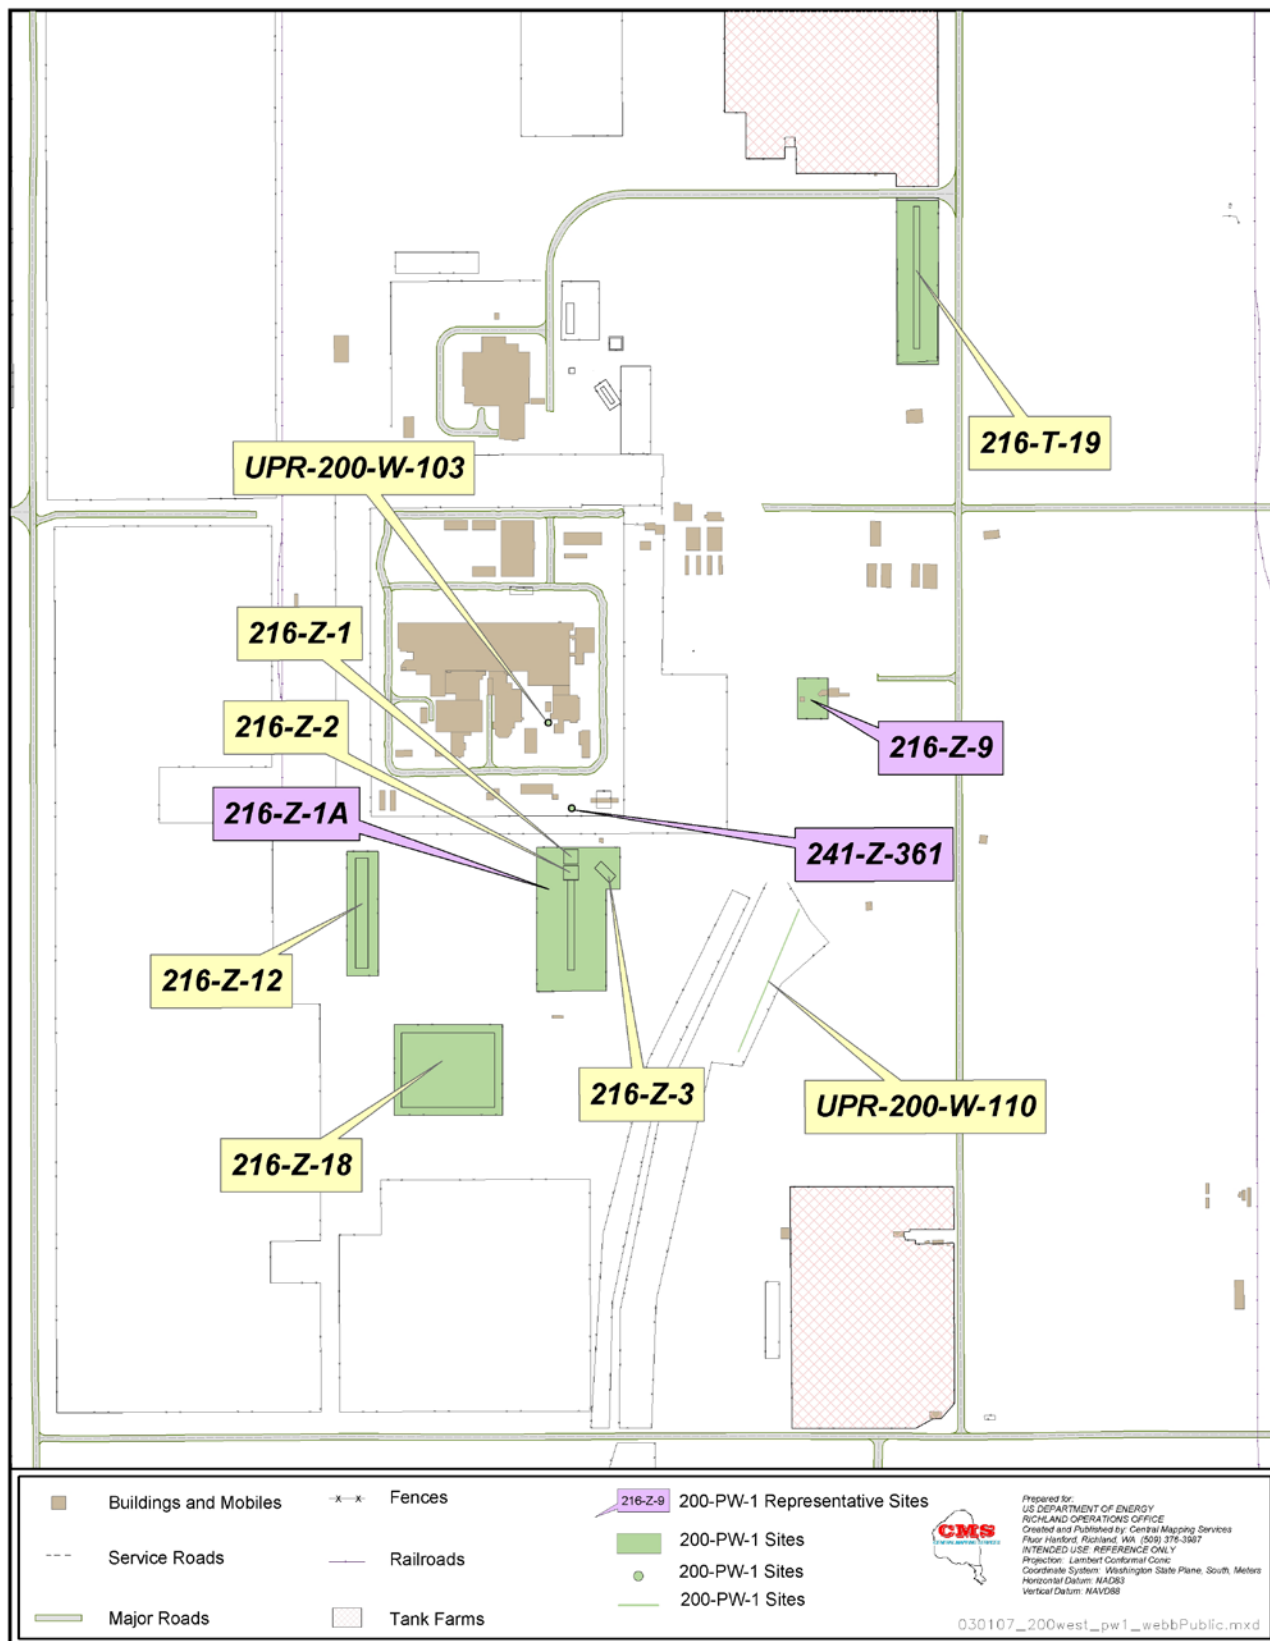 216-T-19
UPR-200-W-103
216-Z-1
216-Z-2
216-Z-9
216-Z-1A
241-Z-361
216-Z-12
216-Z-3
UPR-200-W-110
216-Z-18
Buildings and Mobiles
Service Roads
Major Roads
Fences
Railroads
Tank Farms
216-Z-9 200-PW-1 Representative Sites
200-PW-1 Sites
200-PW-1 Sites
200-PW-1 Sites
CMS
CENTRAL MAPPING SERVICES
Prepared for:
US DEPARTMENT OF ENERGY
RICHLAND OPERATIONS OFFICE
Created and Published by: Central Mapping Services
Fluor Hanford, Richland, WA (509) 376-3987
INTENDED USE: REFERENCE ONLY
Projection: Lambert Conformal Conic
Coordinate System: Washington State Plane, South, Meters
Horizontal Datum: NAD83
Vertical Datum: NAVD88
030107_200west_pw1_webbPublic.mxd